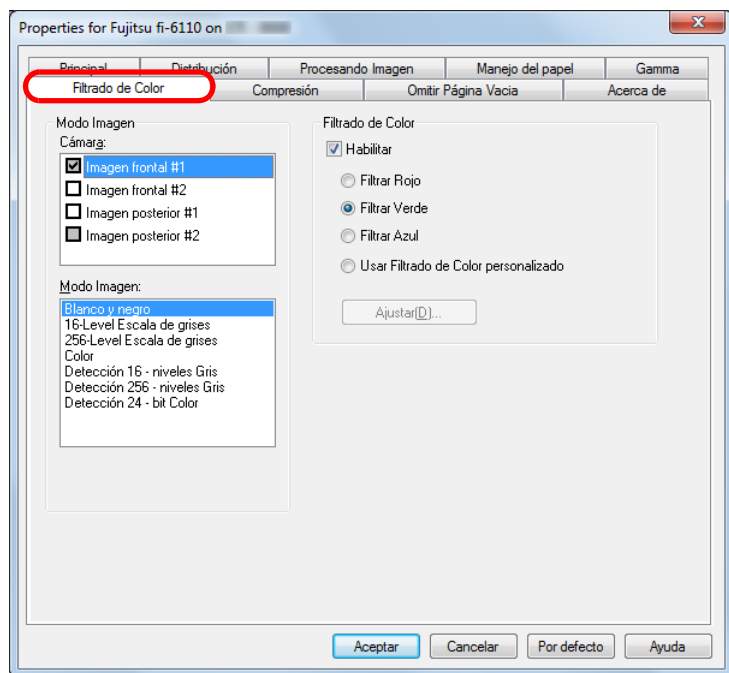 Properties for Fujitsu fi-6110 on
Principal Distribución Procesando Imagen Manejo del papel Gamma
Filtrado de Color Compresión Omitir Página Vacia Acerca de
Modo Imagen
Cámara:
Imagen frontal #1
Imagen frontal #2
Imagen posterior #1
Imagen posterior #2
Modo Imagen:
Blanco y negro
16-Level Escala de grises
256-Level Escala de grises
Color
Detección 16 - niveles Gris
Detección 256 - niveles Gris
Detección 24 - bit Color
Filtrado de Color
Habilitar
Filtrar Rojo
Filtrar Verde
Filtrar Azul
Usar Filtrado de Color personalizado
Ajustar(D)...
Aceptar Cancelar Por defecto Ayuda